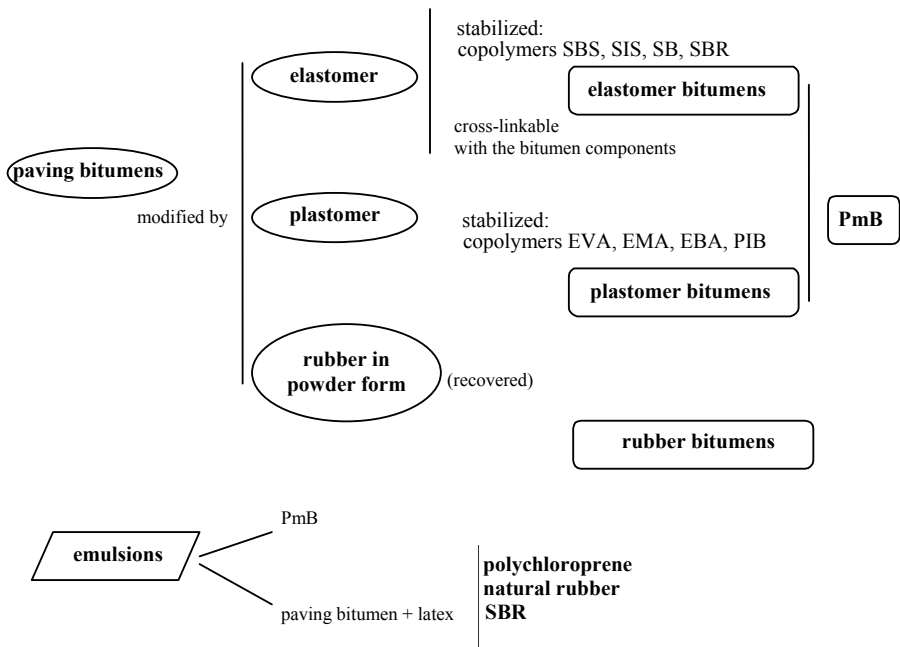 stabilized:
copolymers SBS, SIS, SB, SBR
elastomer
elastomer bitumens
cross-linkable
with the bitumen components
paving bitumens
modified by
plastomer
stabilized:
copolymers EVA, EMA, EBA, PIB
PmB
plastomer bitumens
rubber in
powder form
(recovered)
rubber bitumens
PmB
emulsions
polychloroprene
natural rubber
paving bitumen + latex
SBR